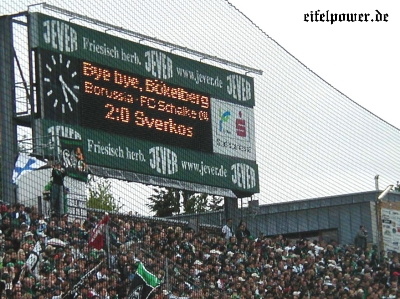 eifelpower.de
JEVER Friesisch herb. JEVER www.jever.de JEVER
Bye bye, Bökelberg
Borussia - FC Schalke 04
2:0 Sverkos
JEVER Friesisch herb. JEVER www.jever.de JEVER